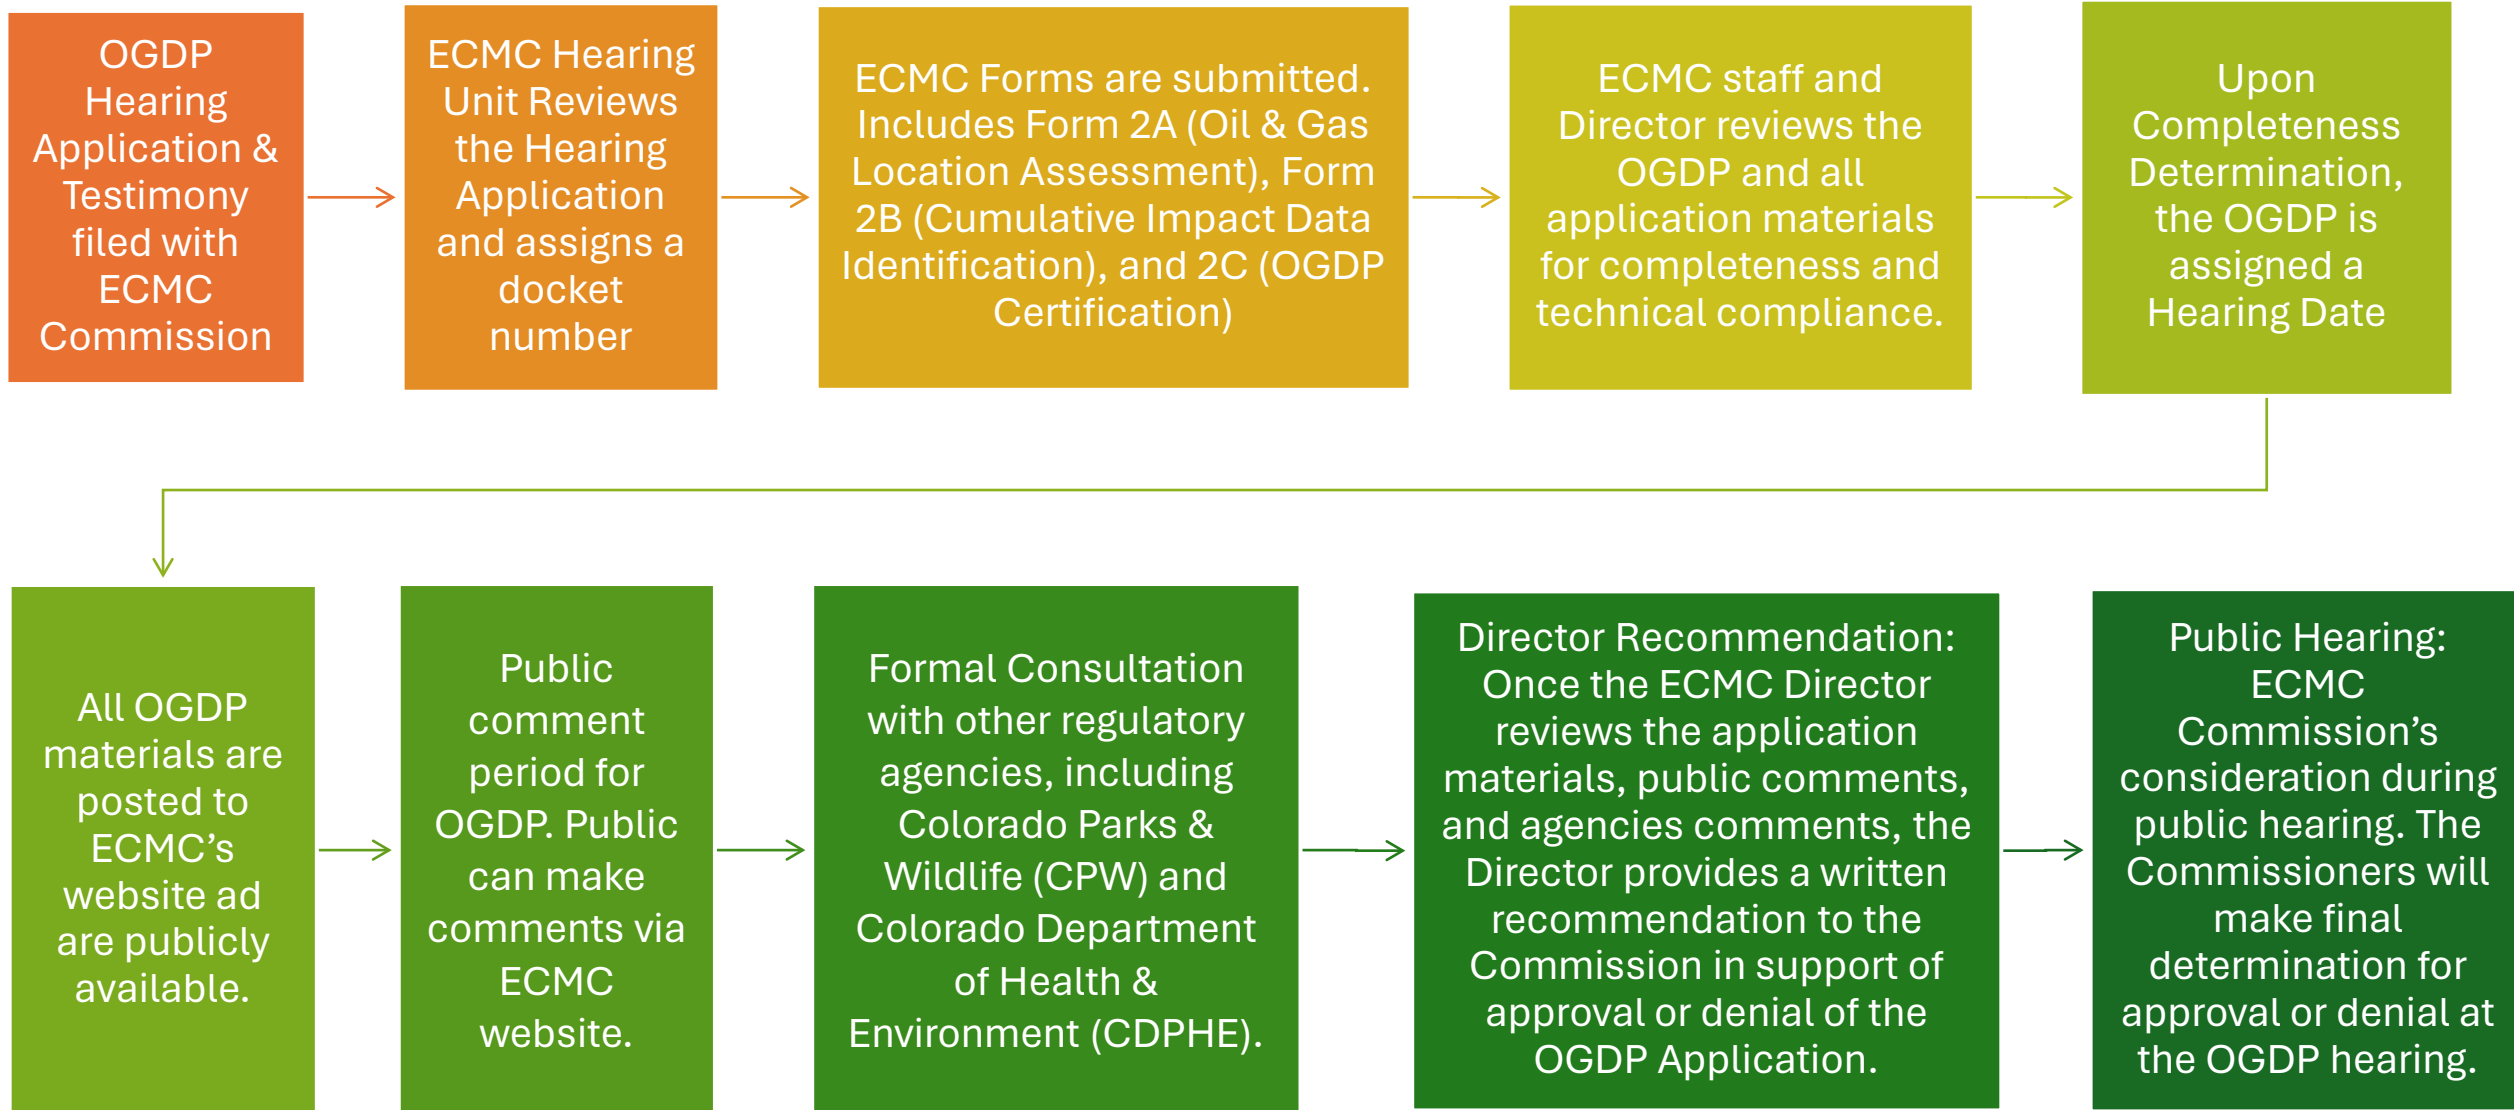 OGDP
Hearing
Application &
Testimony
filed with
ECMC
Commission
ECMC Hearing
Unit Reviews
the Hearing
Application
and assigns a
docket
number
ECMC Forms are submitted.
Includes Form 2A (Oil & Gas
Location Assessment), Form
2B (Cumulative Impact Data
Identification), and 2C (OGDP
Certification)
ECMC staff and
Director reviews the
OGDP and all
application materials
for completeness and
technical compliance.
Upon
Completeness
Determination,
the OGDP is
assigned a
Hearing Date
All OGDP
materials are
posted to
ECMC’s
website ad
are publicly
available.
Public
comment
period for
OGDP. Public
can make
comments via
ECMC
website.
Formal Consultation
with other regulatory
agencies, including
Colorado Parks &
Wildlife (CPW) and
Colorado Department
of Health &
Environment (CDPHE).
Director Recommendation:
Once the ECMC Director
reviews the application
materials, public comments,
and agencies comments, the
Director provides a written
recommendation to the
Commission in support of
approval or denial of the
OGDP Application.
Public Hearing:
ECMC
Commission’s
consideration during
public hearing. The
Commissioners will
make final
determination for
approval or denial at
the OGDP hearing.